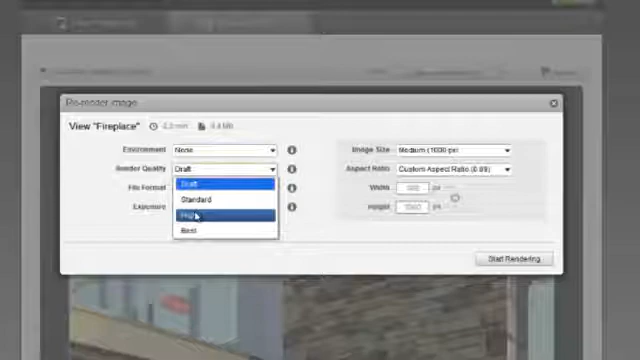 Re-render Image
View "Fireplace"
Environment None
Image Size Medium (1000 px)
Render Quality Draft
Aspect Ratio Custom Aspect Ratio (0.89)
Draft
File Format
Width px
Standard
Exposure
High
Height px
Best
Start Rendering